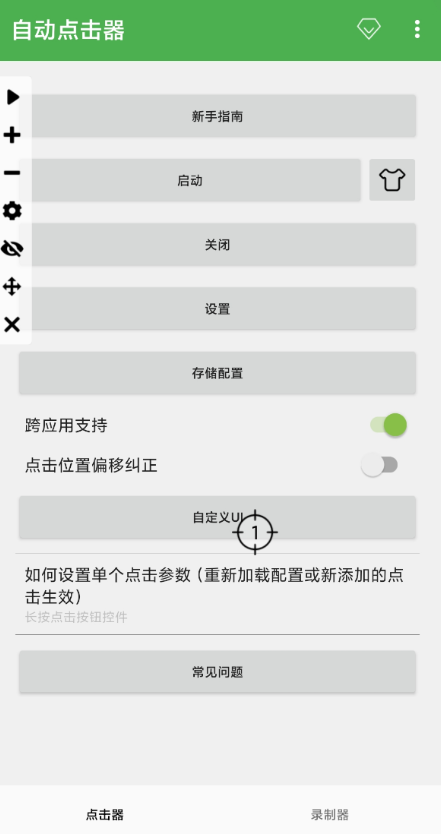 自动点击器
新手指南
启动
关闭
设置
存储配置
跨应用支持
点击位置偏移纠正
自定义UI
1
如何设置单个点击参数（重新加载配置或新添加的点
击生效）
长按点击按钮控件
常见问题
点击器
录制器